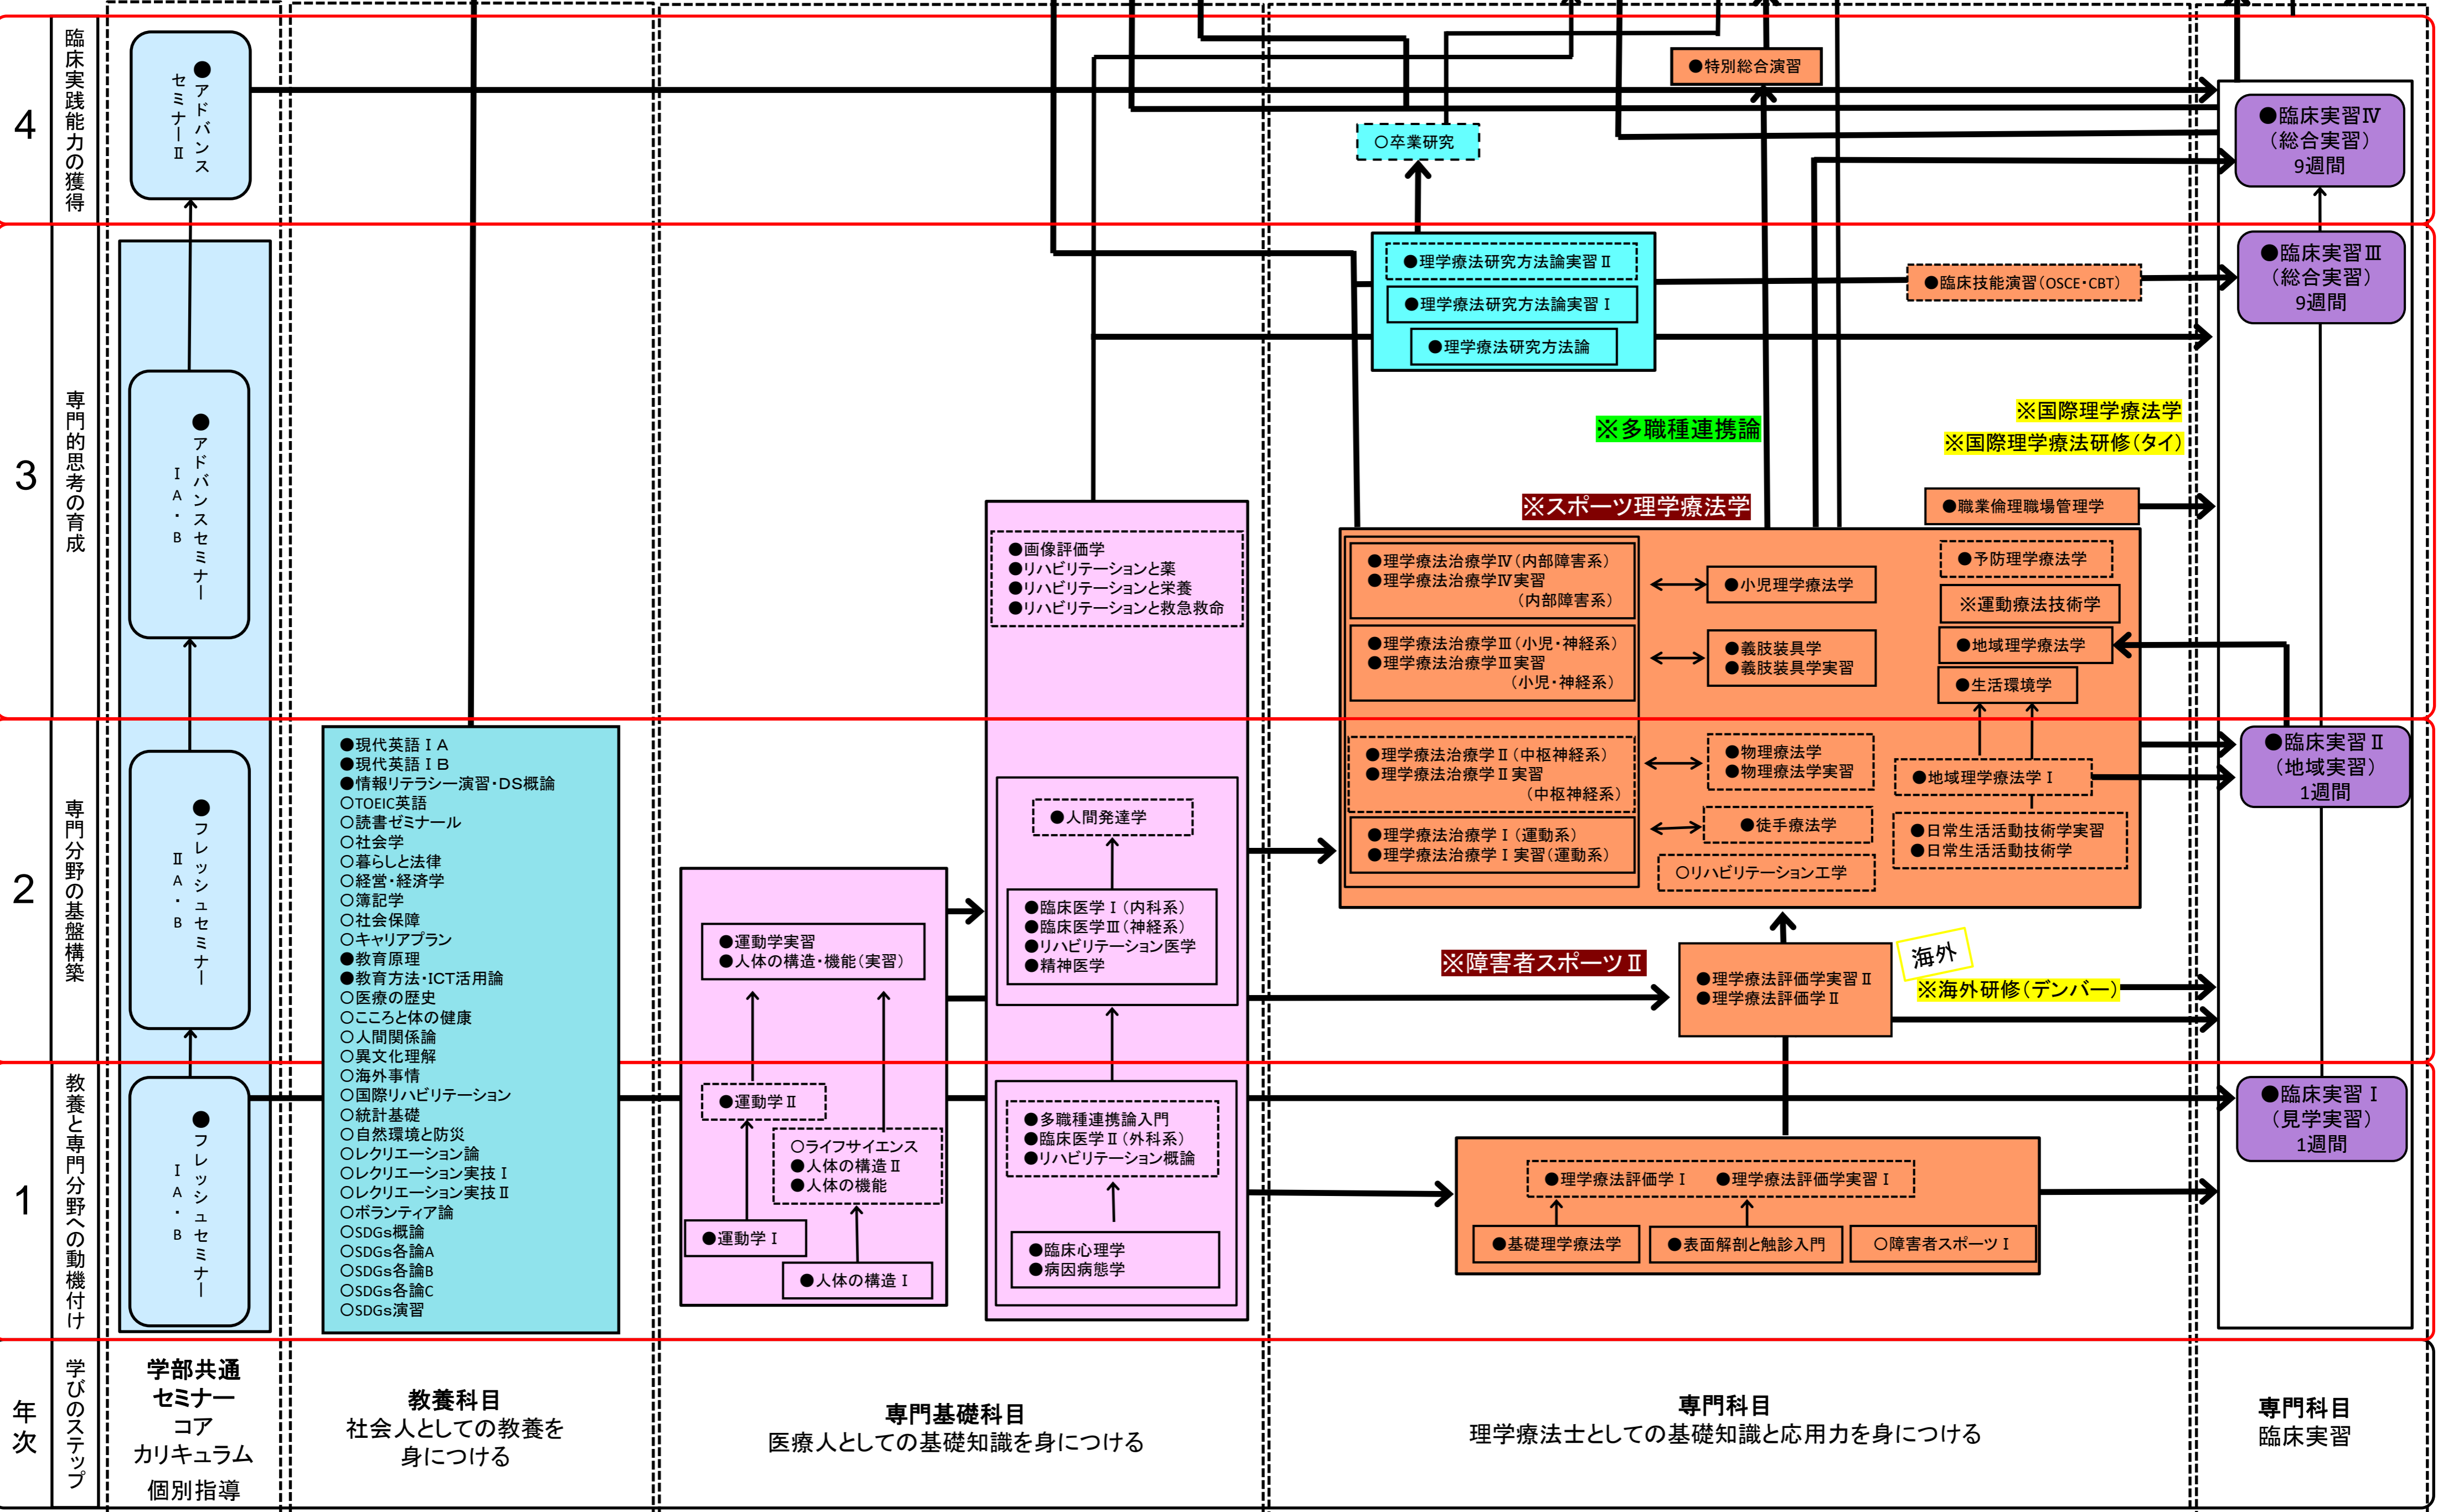 4
臨床実践能力の獲得
●アドバンス
セミナーⅡ
●特別総合演習
○卒業研究
●臨床実習Ⅳ
(総合実習)
9週間
3
専門的思考の育成
●アドバンスセミナー
ⅠA・B
●理学療法研究方法論実習Ⅱ
●理学療法研究方法論実習Ⅰ
●理学療法研究方法論
●臨床技能演習(OSCE・CBT)
●臨床実習Ⅲ
(総合実習)
9週間
※多職種連携論
※国際理学療法学
※国際理学療法研修(タイ)
※スポーツ理学療法学
●職業倫理職場管理学
●画像評価学
●リハビリテーションと薬
●リハビリテーションと栄養
●リハビリテーションと救急救命
●理学療法治療学Ⅳ(内部障害系)
●理学療法治療学Ⅳ実習
(内部障害系)
●小児理学療法学
●予防理学療法学
※運動療法技術学
●理学療法治療学Ⅲ(小児・神経系)
●理学療法治療学Ⅲ実習
(小児・神経系)
●義肢装具学
●義肢装具学実習
●地域理学療法学
●生活環境学
2
専門分野の基盤構築
●フレッシュセミナー
ⅡA・B
●現代英語ⅠA
●現代英語ⅠB
●情報リテラシー演習・DS概論
○TOEIC英語
○読書ゼミナール
○社会学
○暮らしと法律
○経営・経済学
○簿記学
○社会保障
○キャリアプラン
●教育原理
●教育方法・ICT活用論
○医療の歴史
○こころと体の健康
○人間関係論
○異文化理解
○海外事情
○国際リハビリテーション
○統計基礎
○自然環境と防災
○レクリエーション論
○レクリエーション実技Ⅰ
○レクリエーション実技Ⅱ
○ボランティア論
○SDGs概論
○SDGs各論A
○SDGs各論B
○SDGs各論C
○SDGs演習
●運動学実習
●人体の構造・機能(実習)
●人間発達学
●臨床医学Ⅰ(内科系)
●臨床医学Ⅲ(神経系)
●リハビリテーション医学
●精神医学
●理学療法治療学Ⅱ(中枢神経系)
●理学療法治療学Ⅱ実習
(中枢神経系)
●物理療法学
●物理療法学実習
●地域理学療法学Ⅰ
●理学療法治療学Ⅰ(運動系)
●理学療法治療学Ⅰ実習(運動系)
●徒手療法学
○リハビリテーション工学
●日常生活活動技術学実習
●日常生活活動技術学
●臨床実習Ⅱ
(地域実習)
1週間
※障害者スポーツⅡ
●理学療法評価学実習Ⅱ
●理学療法評価学Ⅱ
海外
※海外研修(デンバー)
1
教養と専門分野への動機付け
●フレッシュセミナー
ⅠA・B
●運動学Ⅱ
○ライフサイエンス
●人体の構造Ⅱ
●人体の機能
●運動学Ⅰ
●人体の構造Ⅰ
●多職種連携論入門
●臨床医学Ⅱ(外科系)
●リハビリテーション概論
●臨床心理学
●病因病態学
●理学療法評価学Ⅰ ●理学療法評価学実習Ⅰ
●基礎理学療法学
●表面解剖と触診入門
○障害者スポーツⅠ
●臨床実習Ⅰ
(見学実習)
1週間
年次
学びのステップ
学部共通
セミナー
コア
カリキュラム
個別指導
教養科目
社会人としての教養を
身につける
専門基礎科目
医療人としての基礎知識を身につける
専門科目
理学療法士としての基礎知識と応用力を身につける
専門科目
臨床実習